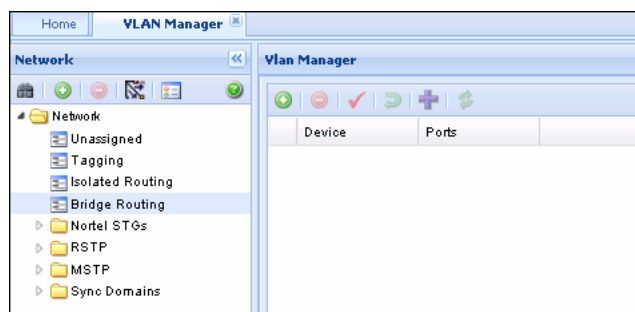 Home
VLAN Manager
Network
Vlan Manager
Network
Unassigned
Tagging
Isolated Routing
Bridge Routing
Nortel STGs
RSTP
MSTP
Sync Domains
Device
Ports